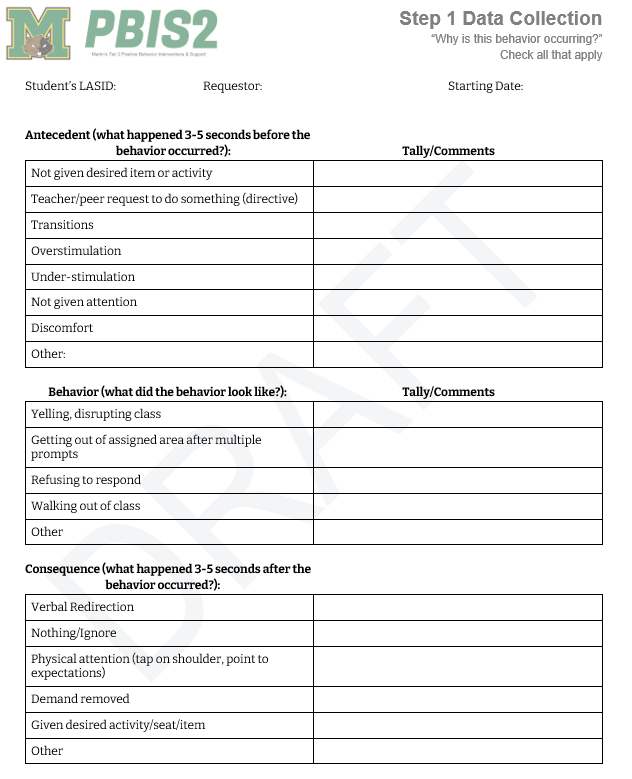 M PBIS2
Martin's Tier 2 Positive Behavior Interventions & Support
Step 1 Data Collection
“Why is this behavior occurring?”
Check all that apply
Student’s LASID: Requestor: Starting Date:
Antecedent (what happened 3-5 seconds before the
behavior occurred?): Tally/Comments
Not given desired item or activity
Teacher/peer request to do something (directive)
Transitions
Overstimulation
Under-stimulation
Not given attention
Discomfort
Other:
Behavior (what did the behavior look like?): Tally/Comments
Yelling, disrupting class
Getting out of assigned area after multiple
prompts
Refusing to respond
Walking out of class
Other
Consequence (what happened 3-5 seconds after the
behavior occurred?):
Verbal Redirection
Nothing/Ignore
Physical attention (tap on shoulder, point to
expectations)
Demand removed
Given desired activity/seat/item
Other
DRAFT